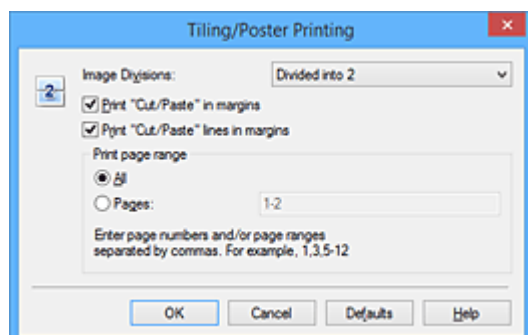 Tiling/Poster Printing
Image Divisions: Divided into 2
2
Print "Cut/Paste" in margins
Print "Cut/Paste" lines in margins
Print page range
All
Pages: 1-2
Enter page numbers and/or page ranges
separated by commas. For example, 1,3,5-12
OK Cancel Defaults Help